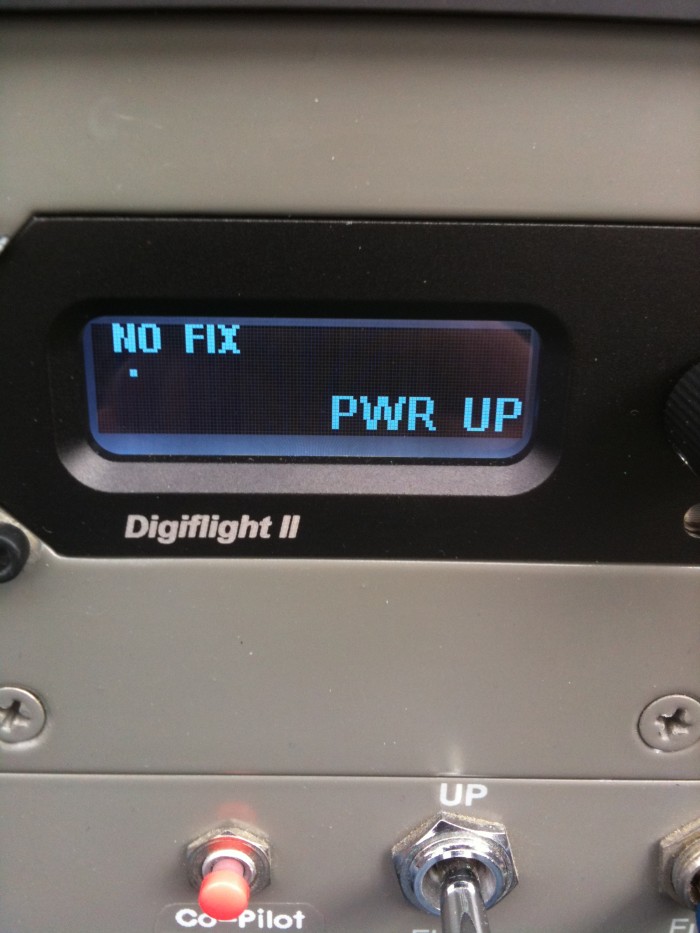 NO FIX
.
PWR UP
Digiflight II
UP
Co-Pilot